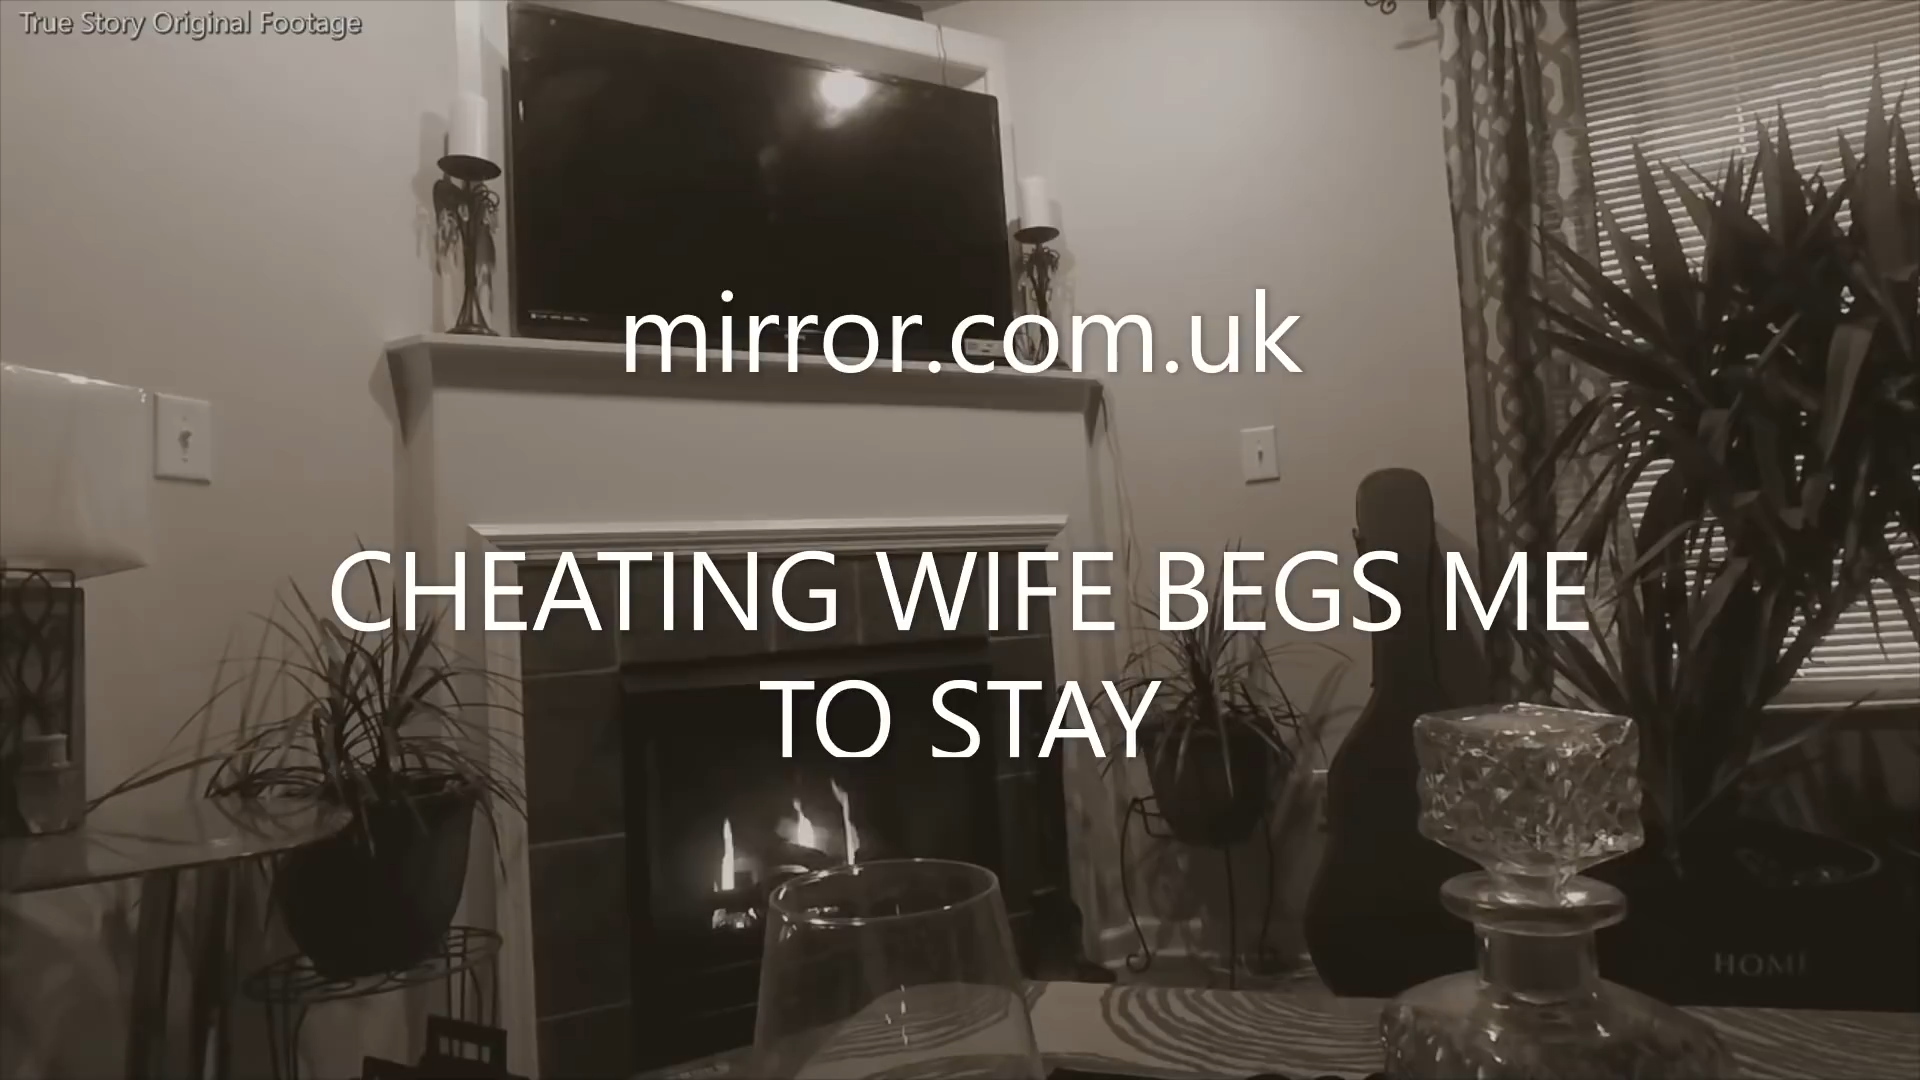 True Story Original Footage
mirror.com.uk
CHEATING WIFE BEGS ME
TO STAY
HOME